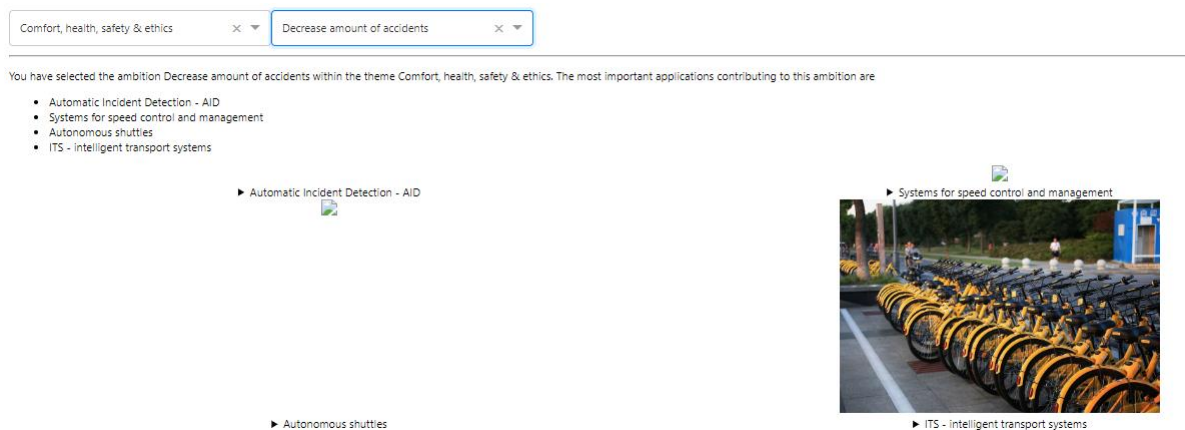 Comfort, health, safety & ethics
Decrease amount of accidents
You have selected the ambition Decrease amount of accidents within the theme Comfort, health, safety & ethics. The most important applications contributing to this ambition are
Automatic Incident Detection - AID
Systems for speed control and management
Autonomous shuttles
ITS - intelligent transport systems
Automatic Incident Detection - AID
Systems for speed control and management
Autonomous shuttles
ITS - intelligent transport systems